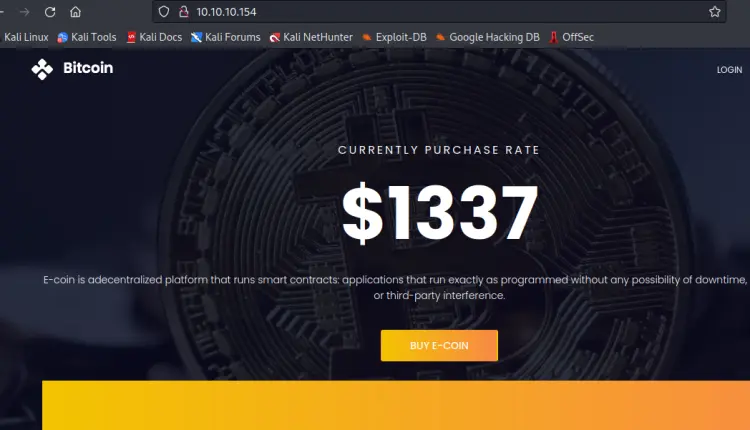 10.10.10.154
Kali Linux Kali Tools Kali Docs Kali Forums Kali NetHunter Exploit-DB Google Hacking DB OffSec
Bitcoin LOGIN
CURRENTLY PURCHASE RATE
$1337
E-coin is adecentralized platform that runs smart contracts: applications that run exactly as programmed without any possibility of downtime,
or third-party interference.
BUY E-COIN